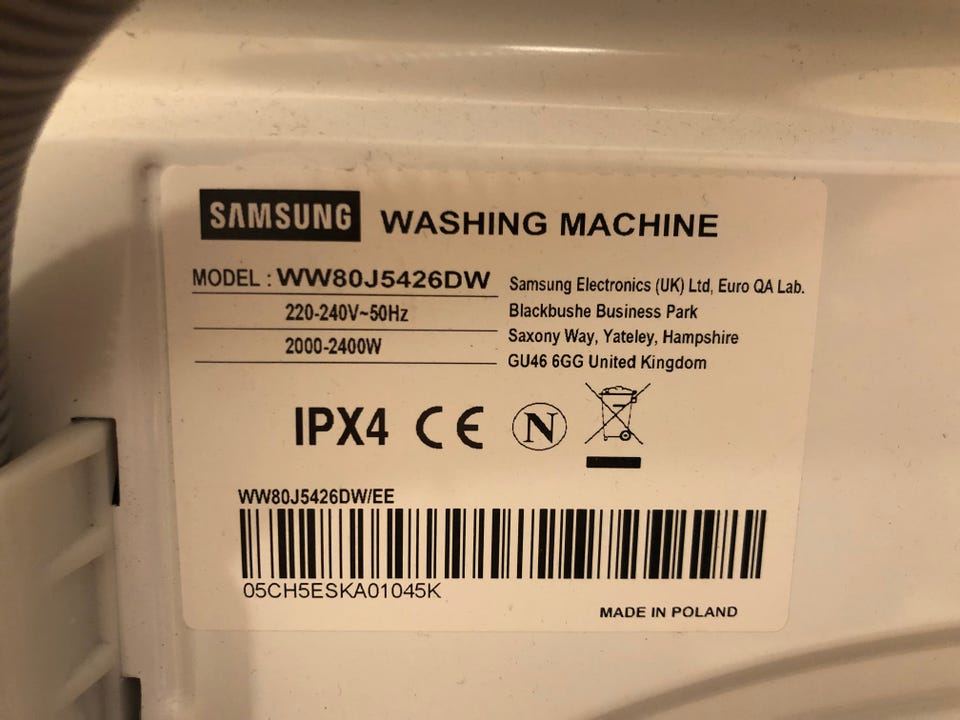 SAMSUNG WASHING MACHINE
MODEL : WW80J5426DW
220-240V~50Hz
2000-2400W
Samsung Electronics (UK) Ltd, Euro QA Lab.
Blackbushe Business Park
Saxony Way, Yateley, Hampshire
GU46 6GG United Kingdom
IPX4 CE N
WW80J5426DW/EE
05CH5ESKA01045K
MADE IN POLAND